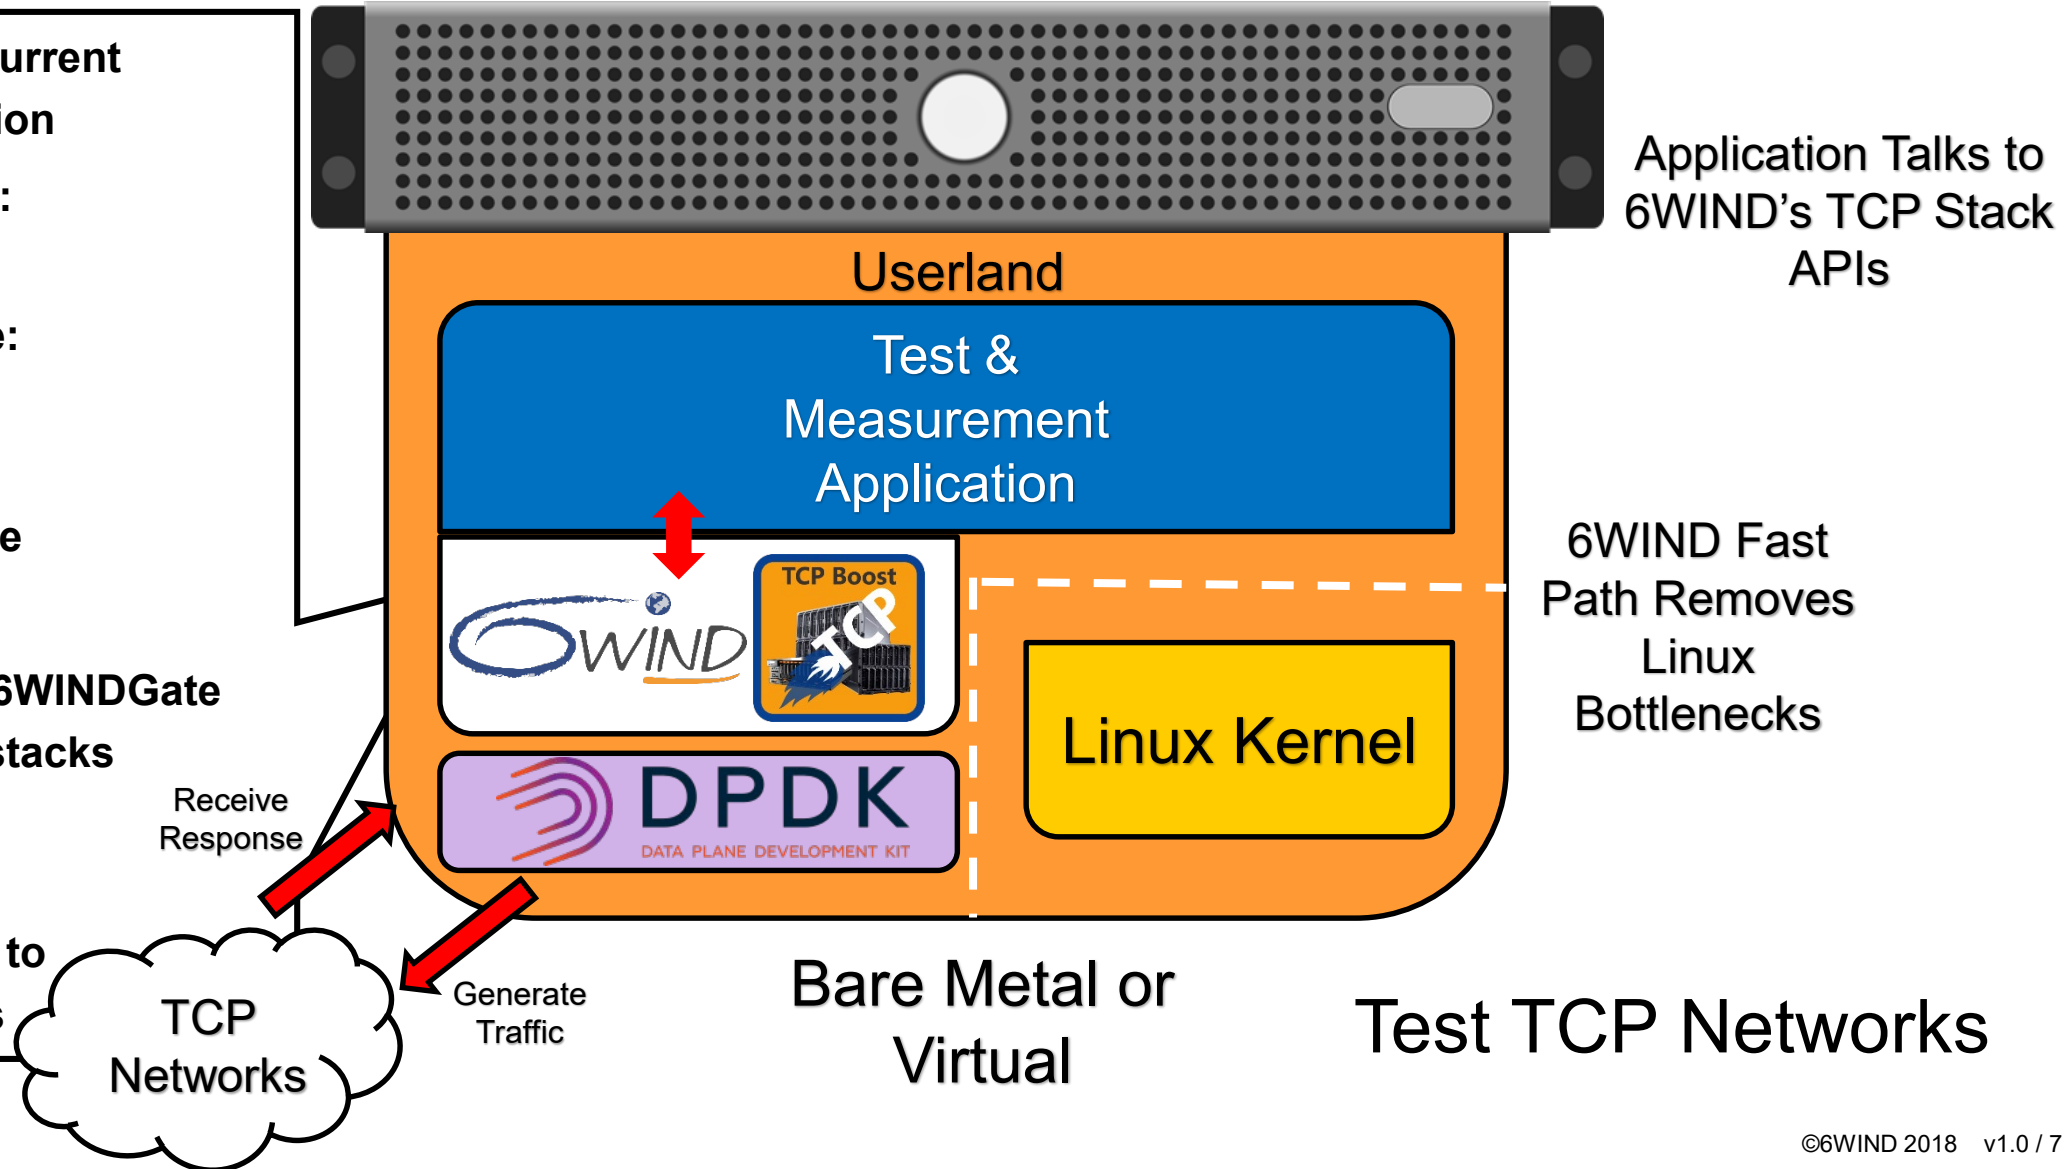 urrent
ion
:
e:
e
6WINDGate
stacks
to
s
Application Talks to
6WIND’s TCP Stack
APIs
Userland
Test &
Measurement
Application
6WIND
TCP Boost
TCP
6WIND Fast
Path Removes
Linux
Bottlenecks
Linux Kernel
DPDK
DATA PLANE DEVELOPMENT KIT
Receive
Response
Generate
Traffic
TCP
Networks
Bare Metal or
Virtual
Test TCP Networks
©6WIND 2018 v1.0 / 7